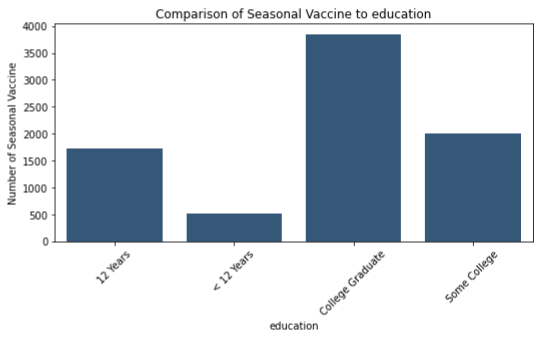 Comparison of Seasonal Vaccine to education
Number of Seasonal Vaccine
4000
3500
3000
2500
2000
1500
1000
500
0
12 Years
< 12 Years
College Graduate
Some College
education